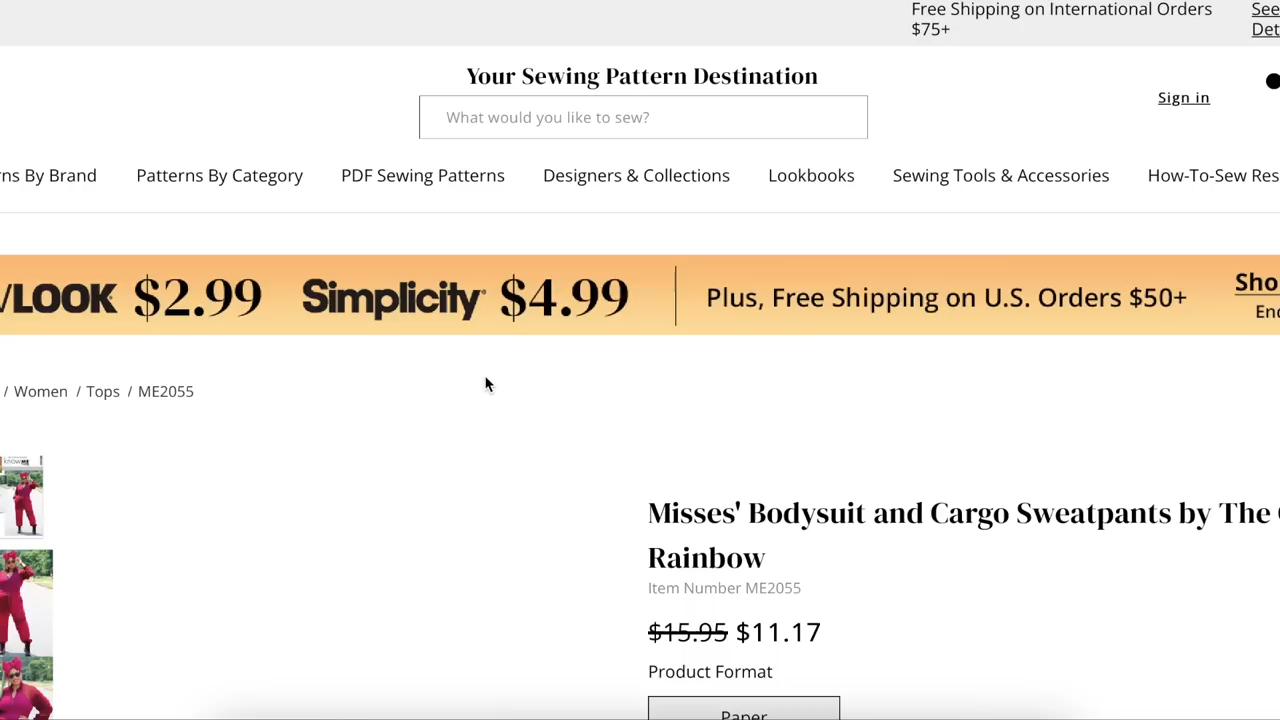 Free Shipping on International Orders
$75+
See
Det
Your Sewing Pattern Destination
What would you like to sew?
Sign in
rns By Brand Patterns By Category PDF Sewing Patterns Designers & Collections Lookbooks Sewing Tools & Accessories How-To-Sew Res
/LOOK $2.99 Simplicity $4.99 Plus, Free Shipping on U.S. Orders $50+ Sho
End
/ Women / Tops / ME2055
knowME
Misses' Bodysuit and Cargo Sweatpants by The
Rainbow
Item Number ME2055
$15.95 $11.17
Product Format
Paper